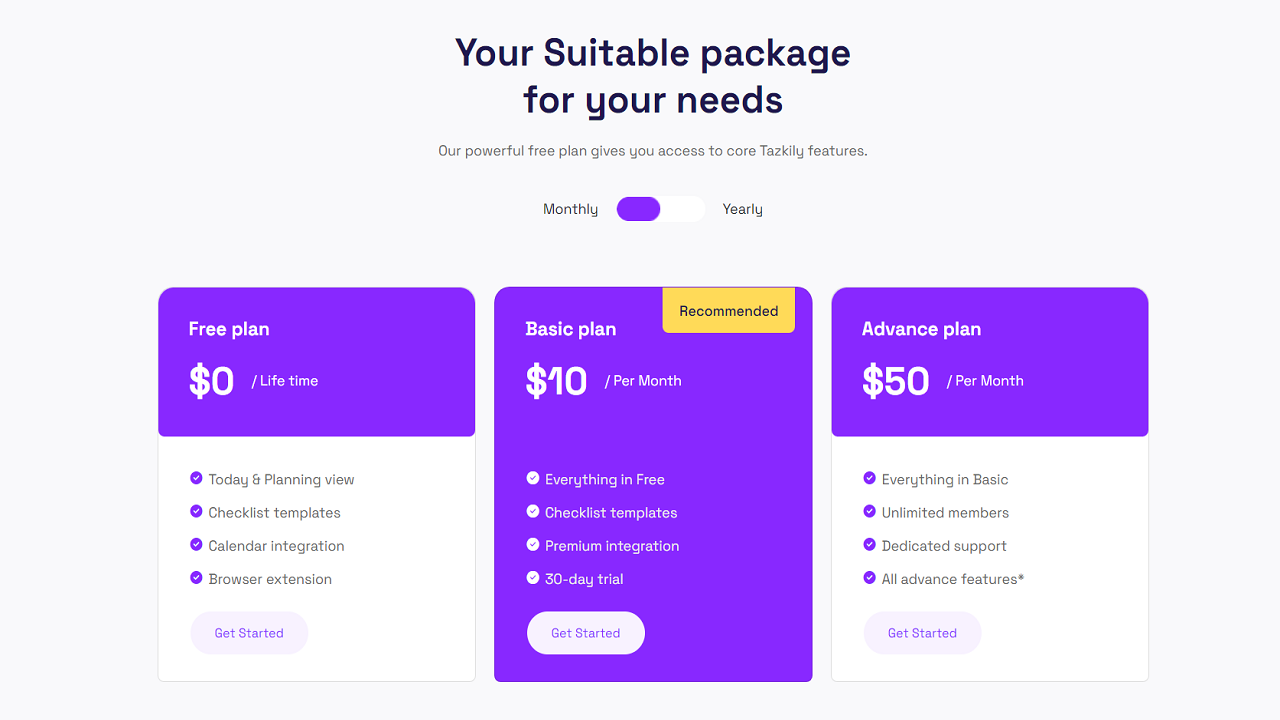 Your Suitable package
for your needs
Our powerful free plan gives you access to core Tazkily features.
Monthly
Yearly
Free plan
$0 / Life time
Today & Planning view
Checklist templates
Calendar integration
Browser extension
Get Started
Recommended
Basic plan
$10 / Per Month
Everything in Free
Checklist templates
Premium integration
30-day trial
Get Started
Advance plan
$50 / Per Month
Everything in Basic
Unlimited members
Dedicated support
All advance features*
Get Started